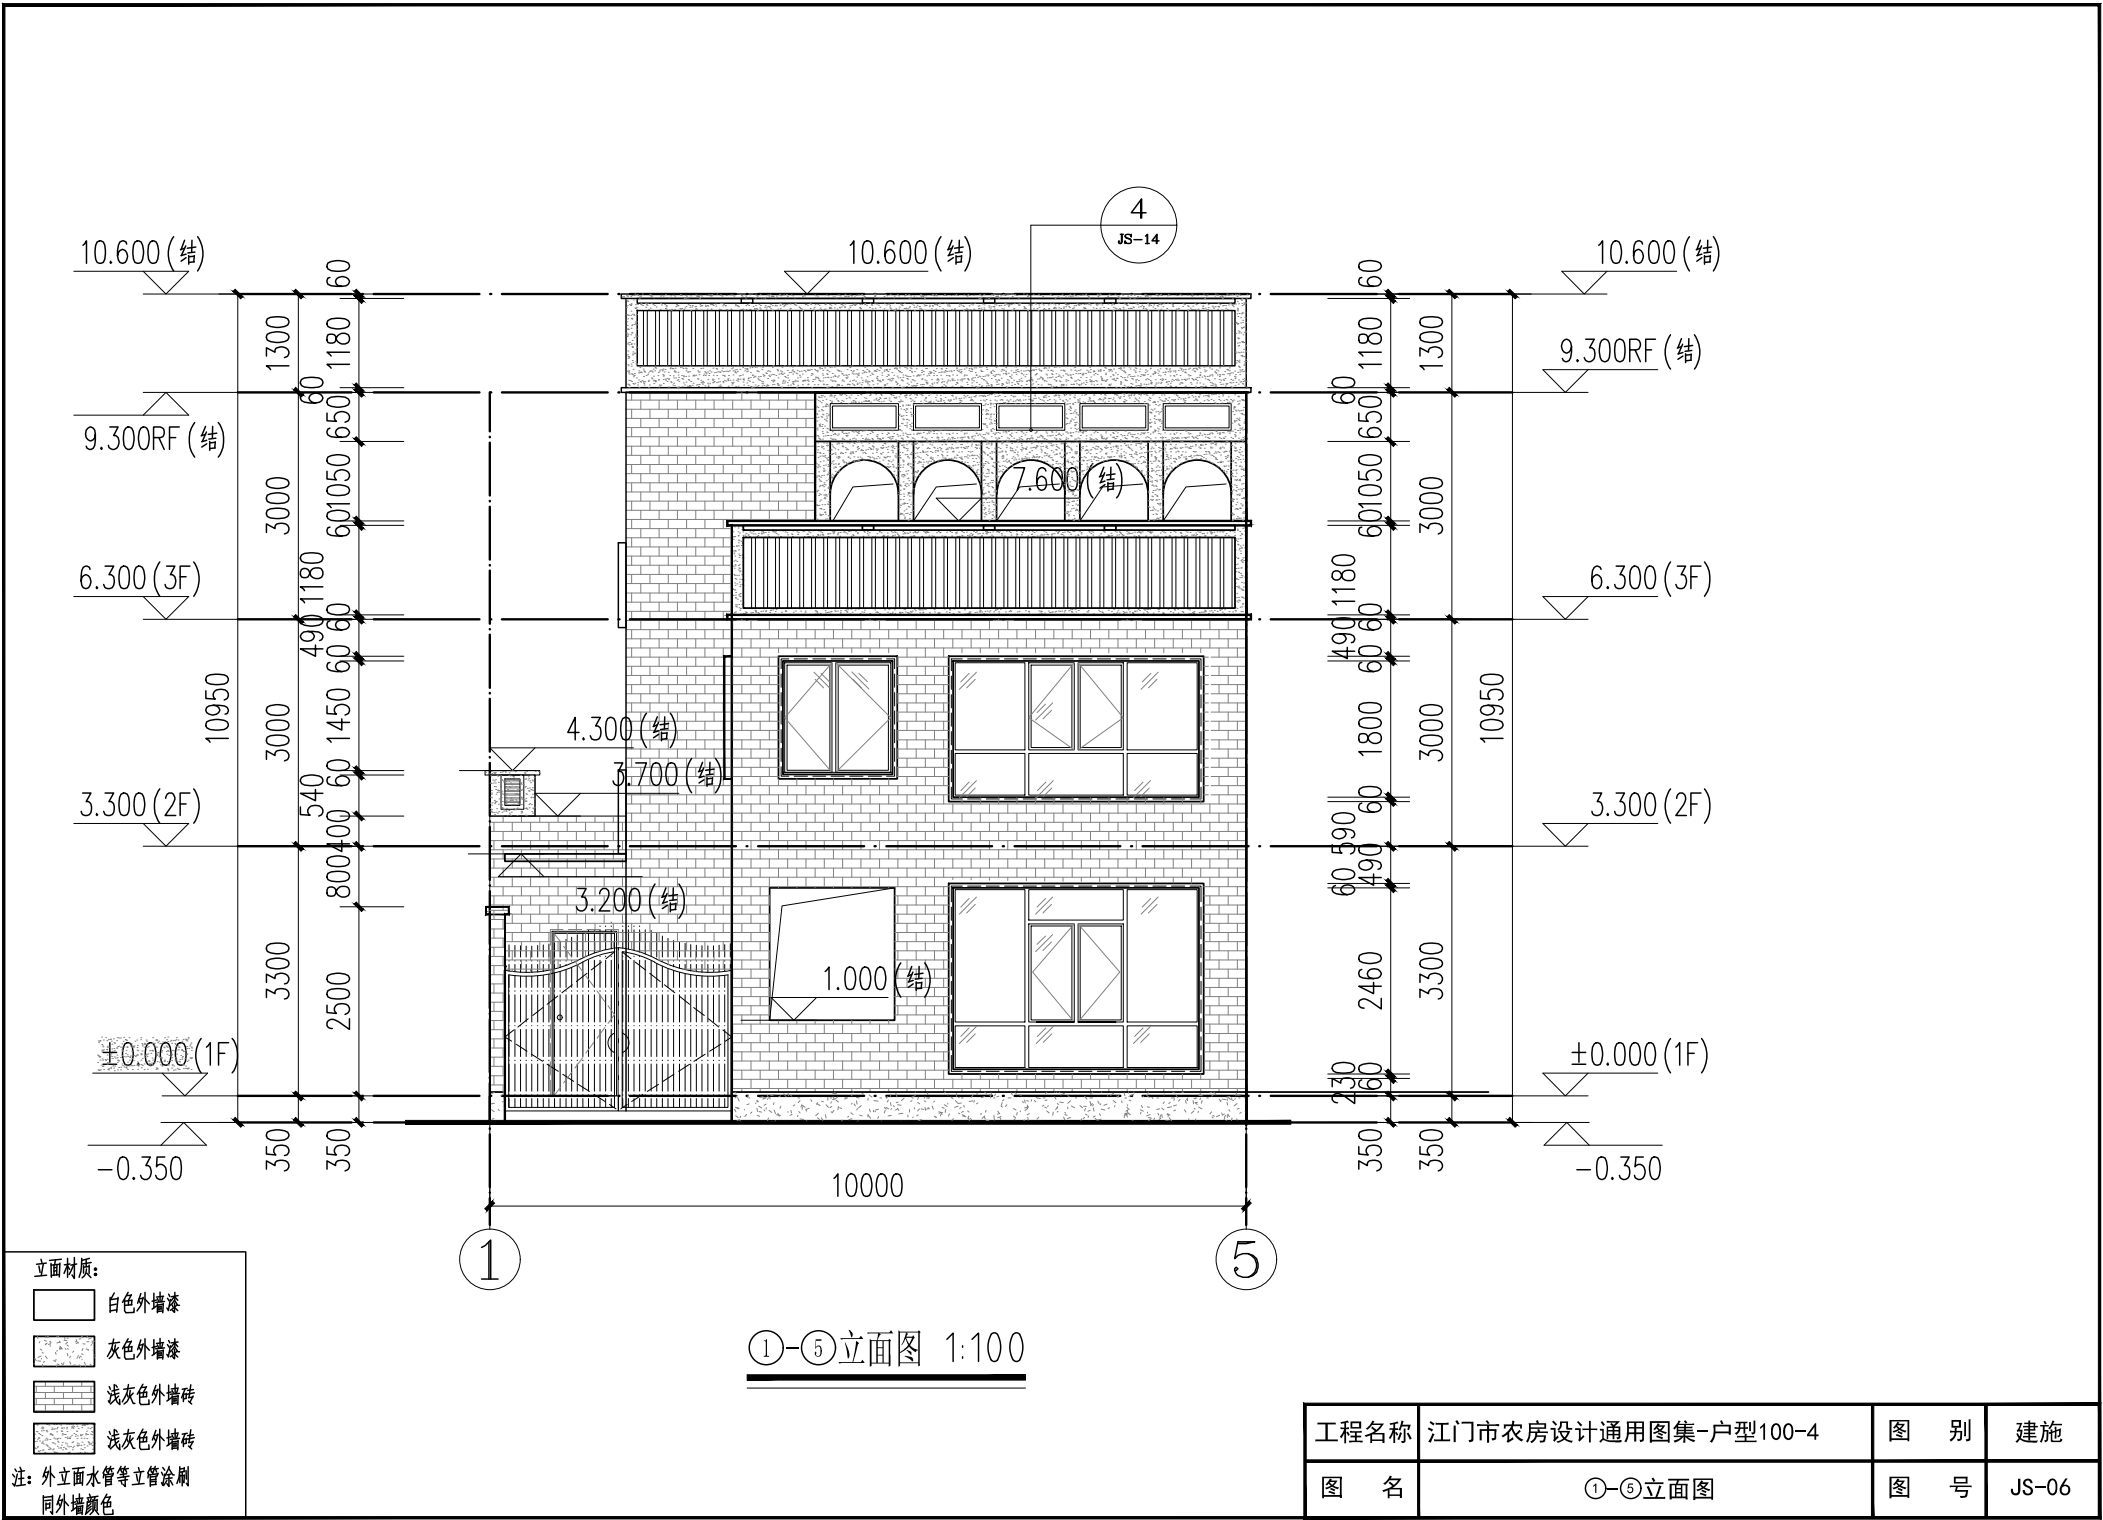 4
JS-14
10.600(结)
10.600(结)
10.600(结)
60
1180
1300
60
650
1050
60
3000
1180
60
490
60
1450
60
540
400
800
3000
10950
3300
2500
350
350
9.300RF(结)
6.300(3F)
3.300(2F)
±0.000(1F)
-0.350
7.600(结)
4.300(结)
3.700(结)
3.200(结)
1.000(结)
60
1180
1300
60
650
1050
60
3000
1180
60
490
60
1800
3000
10950
60
590
490
60
2460
3300
230
60
350
350
9.300RF(结)
6.300(3F)
3.300(2F)
±0.000(1F)
-0.350
10000
1
5
①-⑤立面图 1:100
立面材质:
白色外墙漆
灰色外墙漆
浅灰色外墙砖
浅灰色外墙砖
注: 外立面水管等立管涂刷
同外墙颜色
工程名称 江门市农房设计通用图集-户型100-4 图 别 建施
图 名 ①-⑤立面图 图 号 JS-06